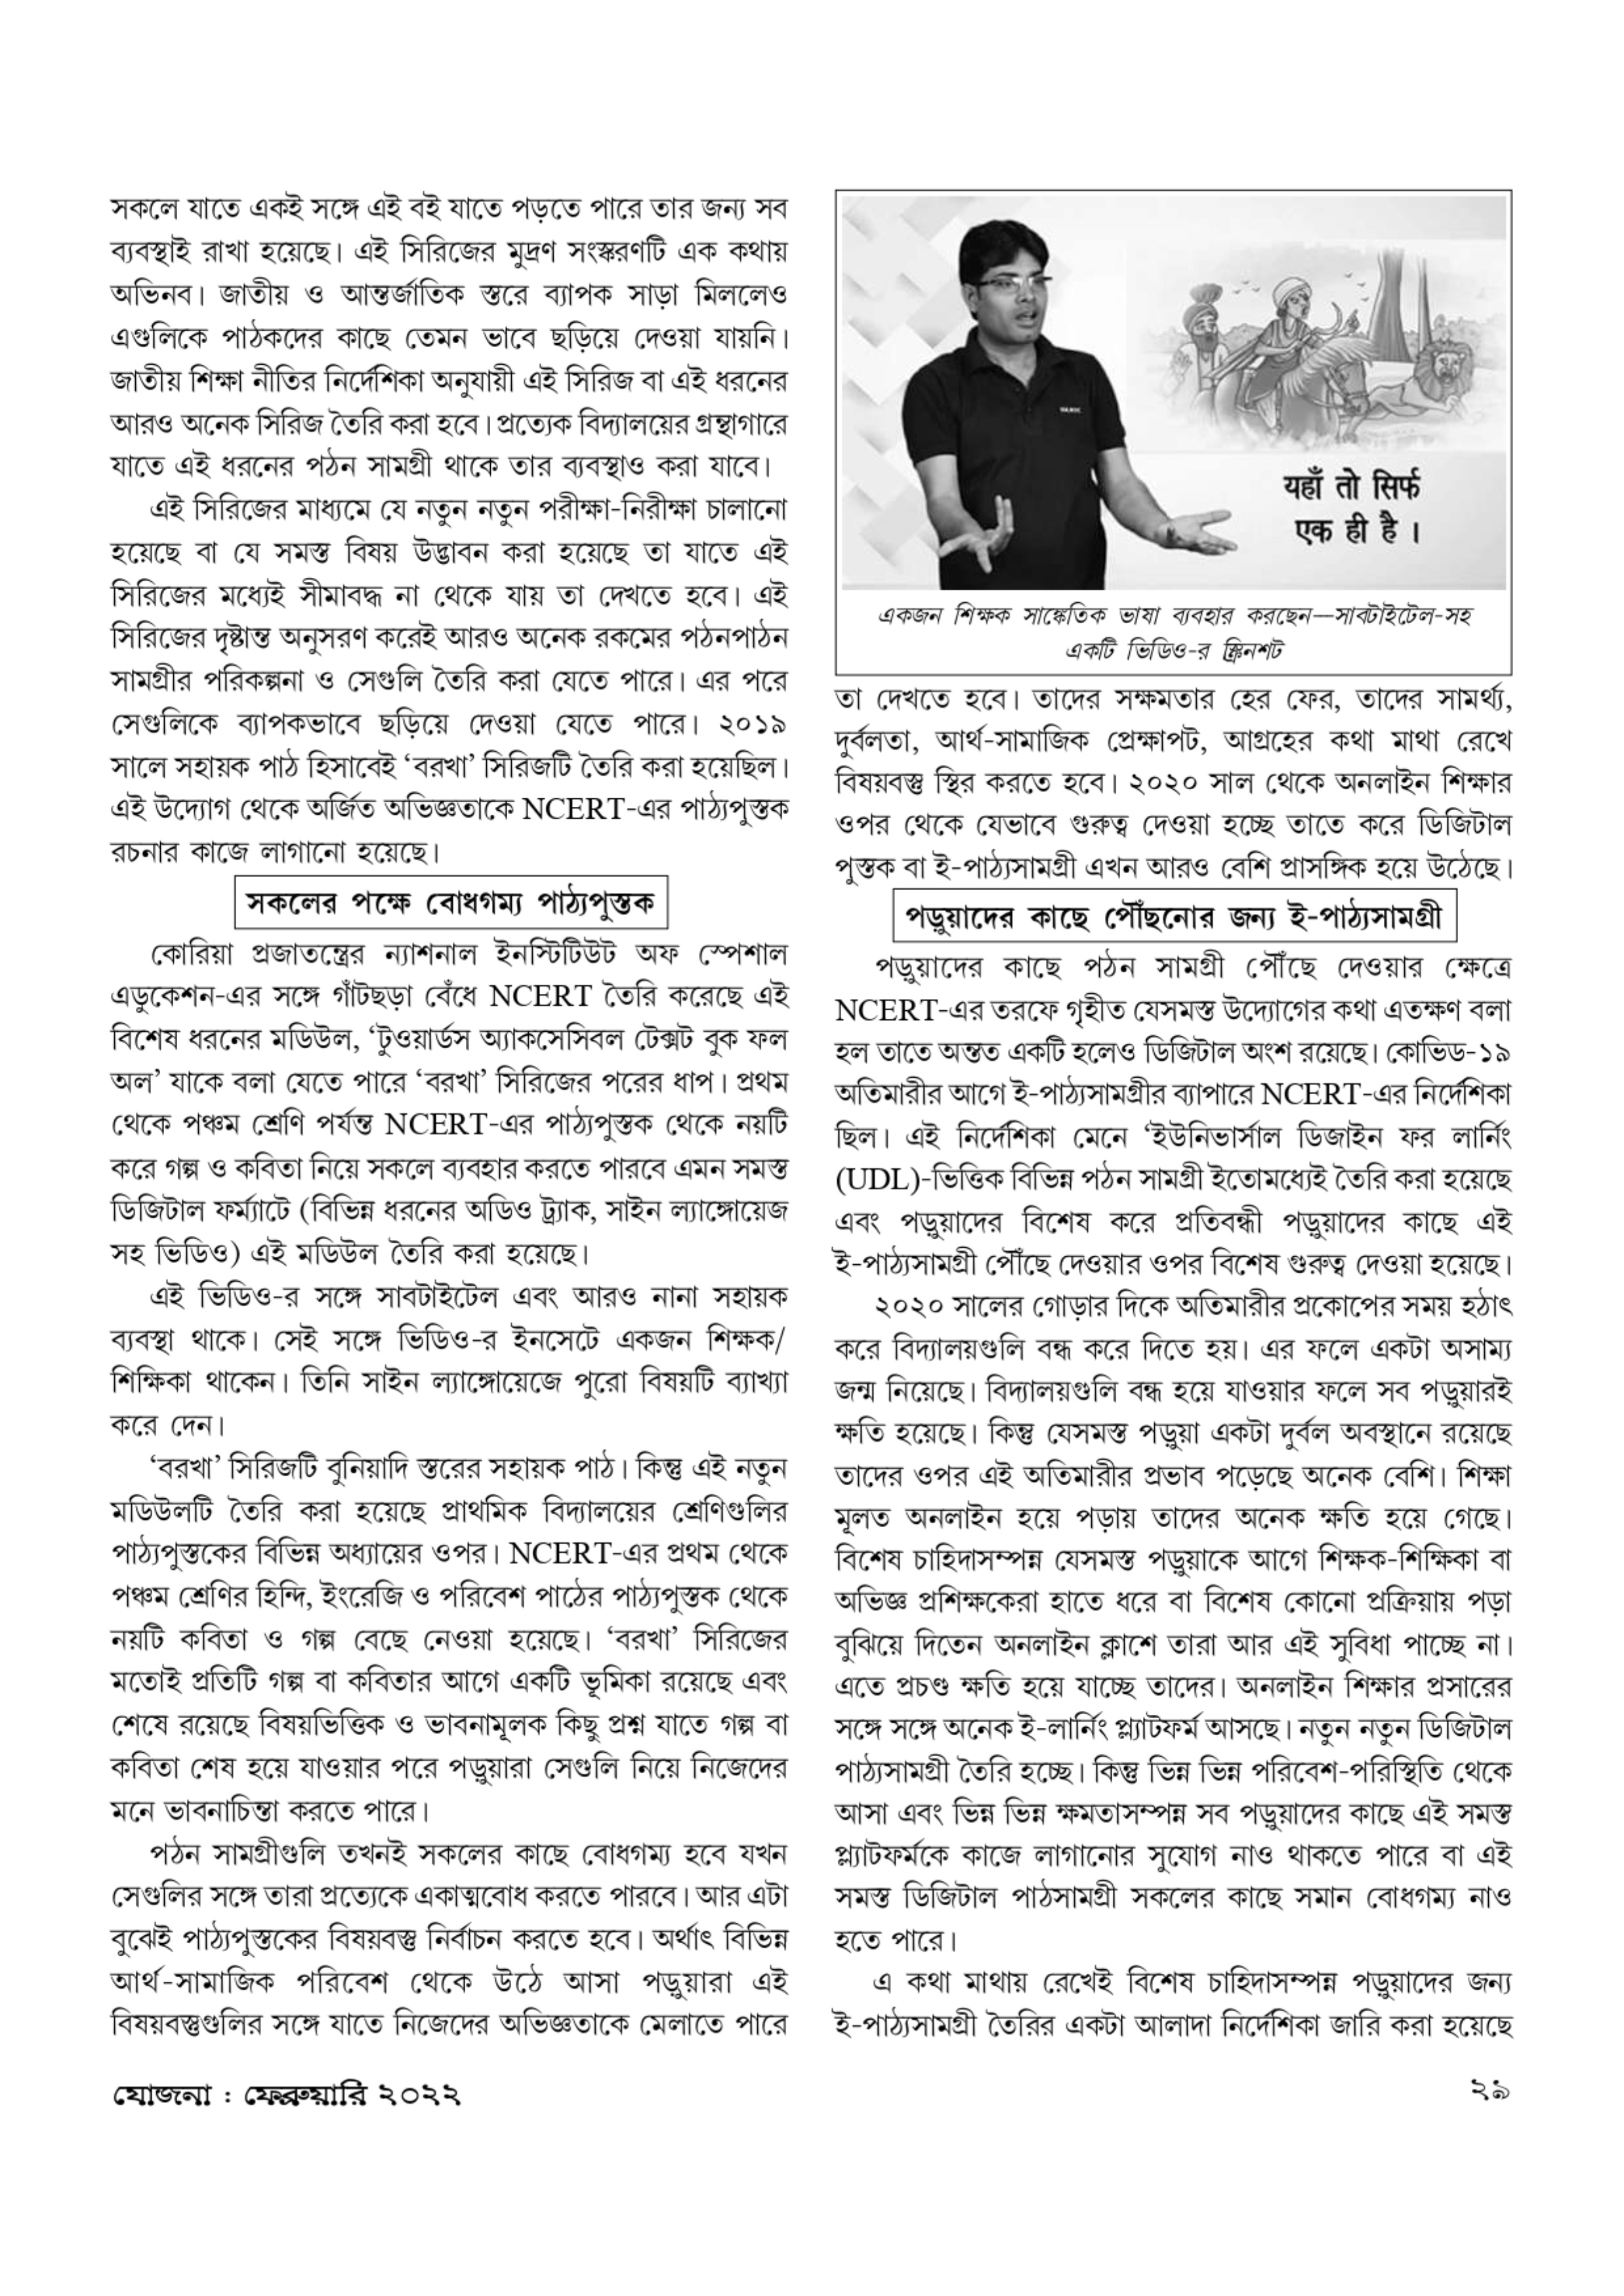 সকলে যাতে একই সঙ্গে এই বই যাতে পড়তে পারে তার জন্য সব
ব্যবস্থাই রাখা হয়েছে। এই সিরিজের মুদ্রণ সংস্করণটি এক কথায়
অভিনব। জাতীয় ও আন্তর্জাতিক স্তরে ব্যাপক সাড়া মিললেও
এগুলিকে পাঠকদের কাছে তেমন ভাবে ছড়িয়ে দেওয়া যায়নি।
জাতীয় শিক্ষা নীতির নির্দেশিকা অনুযায়ী এই সিরিজ বা এই ধরনের
আরও অনেক সিরিজ তৈরি করা হবে। প্রত্যেক বিদ্যালয়ের গ্রন্থাগারে
যাতে এই ধরনের পঠন সামগ্রী থাকে তার ব্যবস্থাও করা যাবে।
এই সিরিজের মাধ্যমে যে নতুন নতুন পরীক্ষা-নিরীক্ষা চালানো
হয়েছে বা যে সমস্ত বিষয় উদ্ভাবন করা হয়েছে তা যাতে এই
সিরিজের মধ্যেই সীমাবদ্ধ না থেকে যায় তা দেখতে হবে। এই
সিরিজের দৃষ্টান্ত অনুসরণ করেই আরও অনেক রকমের পঠনপাঠন
সামগ্রীর পরিকল্পনা ও সেগুলি তৈরি করা যেতে পারে। এর পরে
সেগুলিকে ব্যাপকভাবে ছড়িয়ে দেওয়া যেতে পারে। ২০১৯
সালে সহায়ক পাঠ হিসাবেই ‘বরখা’ সিরিজটি তৈরি করা হয়েছিল।
এই উদ্যোগ থেকে অর্জিত অভিজ্ঞতাকে NCERT-এর পাঠ্যপুস্তক
রচনার কাজে লাগানো হয়েছে।
সকলের পক্ষে বোধগম্য পাঠ্যপুস্তক
কোরিয়া প্রজাতন্ত্রের ন্যাশনাল ইনস্টিটিউট অফ স্পেশাল
এডুকেশন-এর সঙ্গে গাঁটছড়া বেঁধে NCERT তৈরি করেছে এই
বিশেষ ধরনের মডিউল, ‘টুওয়ার্ডস অ্যাকসেসিবল টেক্সট বুক ফল
অল’ যাকে বলা যেতে পারে ‘বরখা’ সিরিজের পরের ধাপ। প্রথম
থেকে পঞ্চম শ্রেণি পর্যন্ত NCERT-এর পাঠ্যপুস্তক থেকে নয়টি
করে গল্প ও কবিতা নিয়ে সকলে ব্যবহার করতে পারবে এমন সমস্ত
ডিজিটাল ফর্ম্যাটে (বিভিন্ন ধরনের অডিও ট্র্যাক, সাইন ল্যাঙ্গোয়েজ
সহ ভিডিও) এই মডিউল তৈরি করা হয়েছে।
এই ভিডিও-র সঙ্গে সাবটাইটেল এবং আরও নানা সহায়ক
ব্যবস্থা থাকে। সেই সঙ্গে ভিডিও-র ইনসেটে একজন শিক্ষক/
শিক্ষিকা থাকেন। তিনি সাইন ল্যাঙ্গোয়েজে পুরো বিষয়টি ব্যাখ্যা
করে দেন।
‘বরখা’ সিরিজটি বুনিয়াদি স্তরের সহায়ক পাঠ। কিন্তু এই নতুন
মডিউলটি তৈরি করা হয়েছে প্রাথমিক বিদ্যালয়ের শ্রেণিগুলির
পাঠ্যপুস্তকের বিভিন্ন অধ্যায়ের ওপর। NCERT-এর প্রথম থেকে
পঞ্চম শ্রেণির হিন্দি, ইংরেজি ও পরিবেশ পাঠের পাঠ্যপুস্তক থেকে
নয়টি কবিতা ও গল্প বেছে নেওয়া হয়েছে। ‘বরখা’ সিরিজের
মতোই প্রতিটি গল্প বা কবিতার আগে একটি ভূমিকা রয়েছে এবং
শেষে রয়েছে বিষয়ভিত্তিক ও ভাবনামূলক কিছু প্রশ্ন যাতে গল্প বা
কবিতা শেষ হয়ে যাওয়ার পরে পড়ুয়ারা সেগুলি নিয়ে নিজেদের
মনে ভাবনাচিন্তা করতে পারে।
পঠন সামগ্রীগুলি তখনই সকলের কাছে বোধগম্য হবে যখন
সেগুলির সঙ্গে তারা প্রত্যেকে একাত্মবোধ করতে পারবে। আর এটা
বুঝেই পাঠ্যপুস্তকের বিষয়বস্তু নির্বাচন করতে হবে। অর্থাৎ বিভিন্ন
আর্থ-সামাজিক পরিবেশ থেকে উঠে আসা পড়ুয়ারা এই
বিষয়বস্তুগুলির সঙ্গে যাতে নিজেদের অভিজ্ঞতাকে মেলাতে পারে
यहाँ तो सिर्फ
एक ही है ।
একজন শিক্ষক সাঙ্কেতিক ভাষা ব্যবহার করছেন—সাবটাইটেল-সহ
একটি ভিডিও-র স্ক্রিনশট
তা দেখতে হবে। তাদের সক্ষমতার হের ফের, তাদের সামর্থ্য,
দুর্বলতা, আর্থ-সামাজিক প্রেক্ষাপট, আগ্রহের কথা মাথা রেখে
বিষয়বস্তু স্থির করতে হবে। ২০২০ সাল থেকে অনলাইন শিক্ষার
ওপর থেকে যেভাবে গুরুত্ব দেওয়া হচ্ছে তাতে করে ডিজিটাল
পুস্তক বা ই-পাঠ্যসামগ্রী এখন আরও বেশি প্রাসঙ্গিক হয়ে উঠেছে।
পড়ুয়াদের কাছে পৌঁছনোর জন্য ই-পাঠ্যসামগ্রী
পড়ুয়াদের কাছে পঠন সামগ্রী পৌঁছে দেওয়ার ক্ষেত্রে
NCERT-এর তরফে গৃহীত যেসমস্ত উদ্যোগের কথা এতক্ষণ বলা
হল তাতে অন্তত একটি হলেও ডিজিটাল অংশ রয়েছে। কোভিড-১৯
অতিমারীর আগে ই-পাঠ্যসামগ্রীর ব্যাপারে NCERT-এর নির্দেশিকা
ছিল। এই নির্দেশিকা মেনে ‘ইউনিভার্সাল ডিজাইন ফর লার্নিং
(UDL)-ভিত্তিক বিভিন্ন পঠন সামগ্রী ইতোমধ্যেই তৈরি করা হয়েছে
এবং পড়ুয়াদের বিশেষ করে প্রতিবন্ধী পড়ুয়াদের কাছে এই
ই-পাঠ্যসামগ্রী পৌঁছে দেওয়ার ওপর বিশেষ গুরুত্ব দেওয়া হয়েছে।
২০২০ সালের গোড়ার দিকে অতিমারীর প্রকোপের সময় হঠাৎ
করে বিদ্যালয়গুলি বন্ধ করে দিতে হয়। এর ফলে একটা অসাম্য
জন্ম নিয়েছে। বিদ্যালয়গুলি বন্ধ হয়ে যাওয়ার ফলে সব পড়ুয়ারই
ক্ষতি হয়েছে। কিন্তু যেসমস্ত পড়ুয়া একটা দুর্বল অবস্থানে রয়েছে
তাদের ওপর এই অতিমারীর প্রভাব পড়েছে অনেক বেশি। শিক্ষা
মূলত অনলাইন হয়ে পড়ায় তাদের অনেক ক্ষতি হয়ে গেছে।
বিশেষ চাহিদাসম্পন্ন যেসমস্ত পড়ুয়াকে আগে শিক্ষক-শিক্ষিকা বা
অভিজ্ঞ প্রশিক্ষকেরা হাতে ধরে বা বিশেষ কোনো প্রক্রিয়ায় পড়া
বুঝিয়ে দিতেন অনলাইন ক্লাশে তারা আর এই সুবিধা পাচ্ছে না।
এতে প্রচণ্ড ক্ষতি হয়ে যাচ্ছে তাদের। অনলাইন শিক্ষার প্রসারের
সঙ্গে সঙ্গে অনেক ই-লার্নিং প্ল্যাটফর্ম আসছে। নতুন নতুন ডিজিটাল
পাঠ্যসামগ্রী তৈরি হচ্ছে। কিন্তু ভিন্ন ভিন্ন পরিবেশ-পরিস্থিতি থেকে
আসা এবং ভিন্ন ভিন্ন ক্ষমতাসম্পন্ন সব পড়ুয়াদের কাছে এই সমস্ত
প্ল্যাটফর্মকে কাজে লাগানোর সুযোগ নাও থাকতে পারে বা এই
সমস্ত ডিজিটাল পাঠসামগ্রী সকলের কাছে সমান বোধগম্য নাও
হতে পারে।
এ কথা মাথায় রেখেই বিশেষ চাহিদাসম্পন্ন পড়ুয়াদের জন্য
ই-পাঠ্যসামগ্রী তৈরির একটা আলাদা নির্দেশিকা জারি করা হয়েছে
যোজনা : ফেব্রুয়ারি ২০২২
২৯